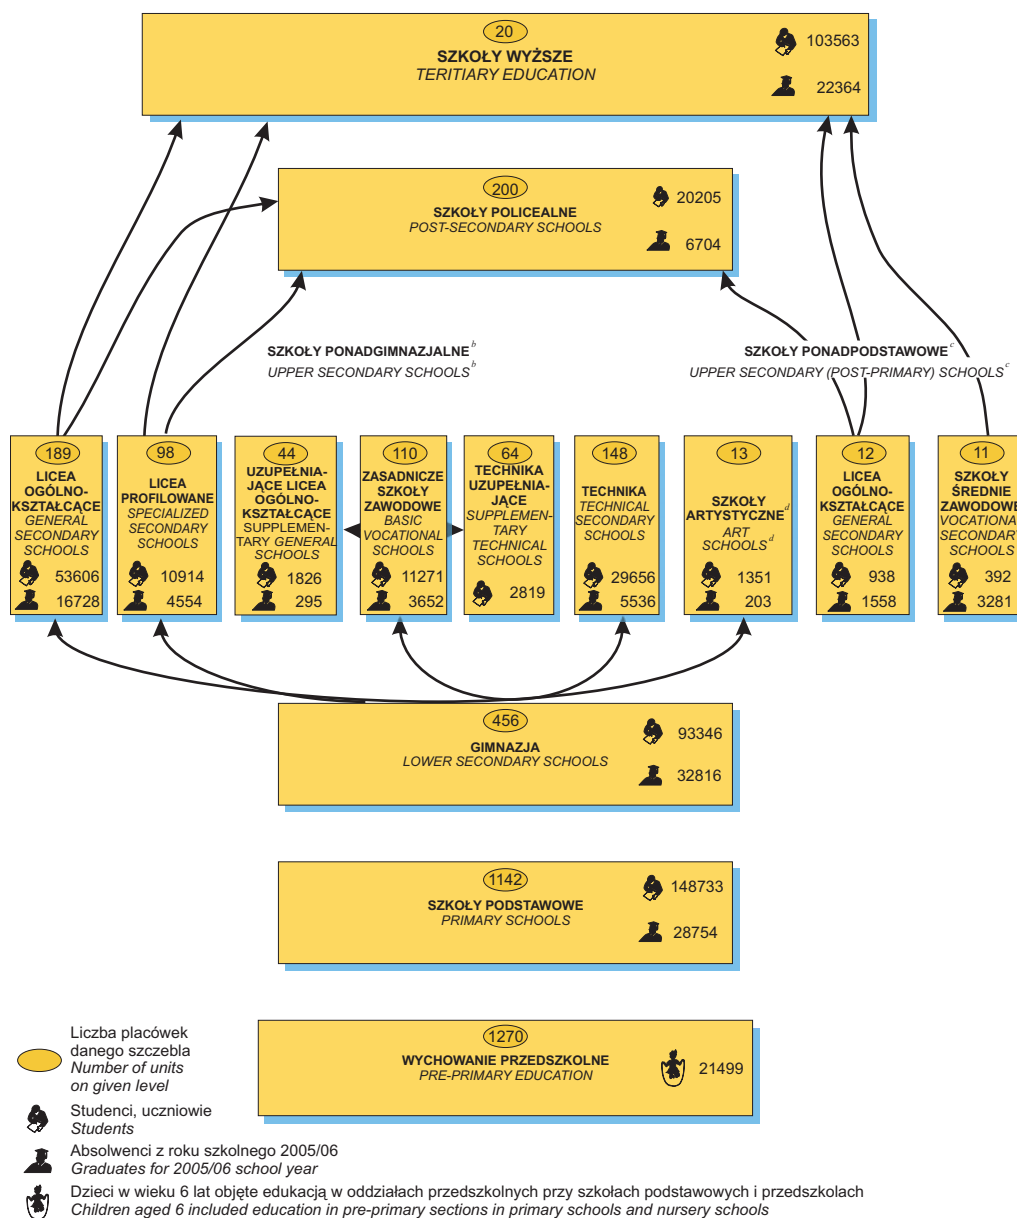 20
SZKOŁY WYŻSZE
TERITIARY EDUCATION
103563
22364
200
SZKOŁY POLICEALNE
POST-SECONDARY SCHOOLS
20205
6704
SZKOŁY PONADGIMNAZJALNE b
UPPER SECONDARY SCHOOLS b
SZKOŁY PONADPODSTAWOWE c
UPPER SECONDARY (POST-PRIMARY) SCHOOLS c
189
LICEA
OGÓLNO-
KSZTAŁCĄCE
GENERAL
SECONDARY
SCHOOLS
53606
16728
98
LICEA
PROFILOWANE
SPECIALIZED
SECONDARY
SCHOOLS
10914
4554
44
UZUPEŁNIA-
JĄCE LICEA
OGÓLNO-
KSZTAŁCĄCE
SUPPLEMEN-
TARY GENERAL
SCHOOLS
1826
295
110
ZASADNICZE
SZKOŁY
ZAWODOWE
BASIC
VOCATIONAL
SCHOOLS
11271
3652
64
TECHNIKA
UZUPEŁNIA-
JĄCE
SUPPLEMEN-
TARY
TECHNICAL
SCHOOLS
2819
148
TECHNIKA
TECHNICAL
SECONDARY
SCHOOLS
29656
5536
13
SZKOŁY
ARTYSTYCZNE d
ART
SCHOOLS d
1351
203
12
LICEA
OGÓLNO-
KSZTAŁCĄCE
GENERAL
SECONDARY
SCHOOLS
938
1558
11
SZKOŁY
ŚREDNIE
ZAWODOWE
VOCATIONAL
SECONDARY
SCHOOLS
392
3281
456
GIMNAZJA
LOWER SECONDARY SCHOOLS
93346
32816
1142
SZKOŁY PODSTAWOWE
PRIMARY SCHOOLS
148733
28754
1270
WYCHOWANIE PRZEDSZKOLNE
PRE-PRIMARY EDUCATION
21499
Liczba placówek
danego szczebla
Number of units
on given level
Studenci, uczniowie
Students
Absolwenci z roku szkolnego 2005/06
Graduates for 2005/06 school year
Dzieci w wieku 6 lat objęte edukacją w oddziałach przedszkolnych przy szkołach podstawowych i przedszkolach
Children aged 6 included education in pre-primary sections in primary schools and nursery schools